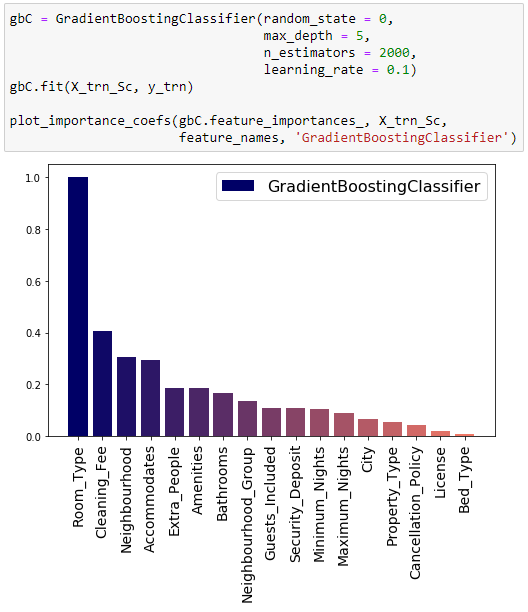 gbC = GradientBoostingClassifier(random_state = 0,
max_depth = 5,
n_estimators = 2000,
learning_rate = 0.1)
gbC.fit(X_trn_Sc, y_trn)
plot_importance_coefs(gbC.feature_importances_, X_trn_Sc,
feature_names, 'GradientBoostingClassifier')
GradientBoostingClassifier
1.0
0.8
0.6
0.4
0.2
0.0
Room_Type
Cleaning_Fee
Neighbourhood
Accommodates
Extra_People
Amenities
Bathrooms
Neighbourhood_Group
Guests_Included
Security_Deposit
Minimum_Nights
Maximum_Nights
City
Property_Type
Cancellation_Policy
License
Bed_Type